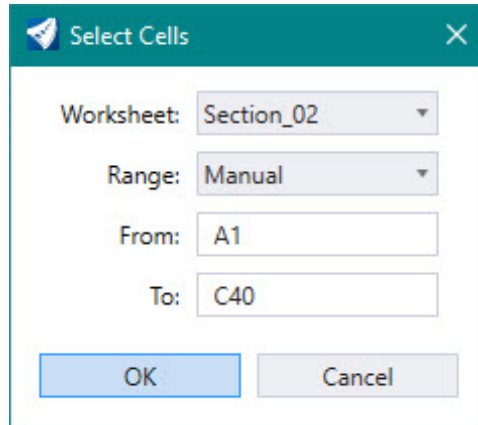 Select Cells
Worksheet: Section_02
Range: Manual
From: A1
To: C40
OK Cancel